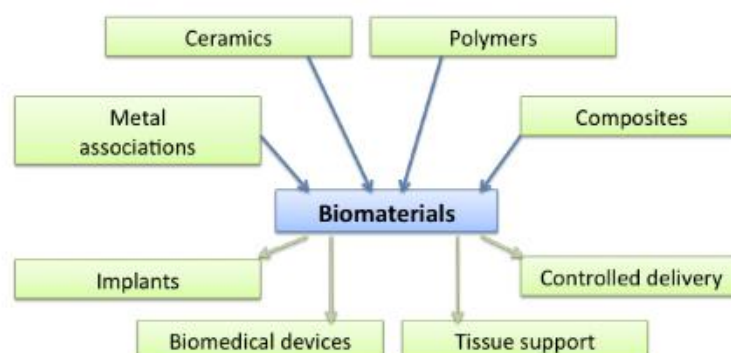 Ceramics
Polymers
Metal
associations
Composites
Biomaterials
Implants
Controlled delivery
Biomedical devices
Tissue support